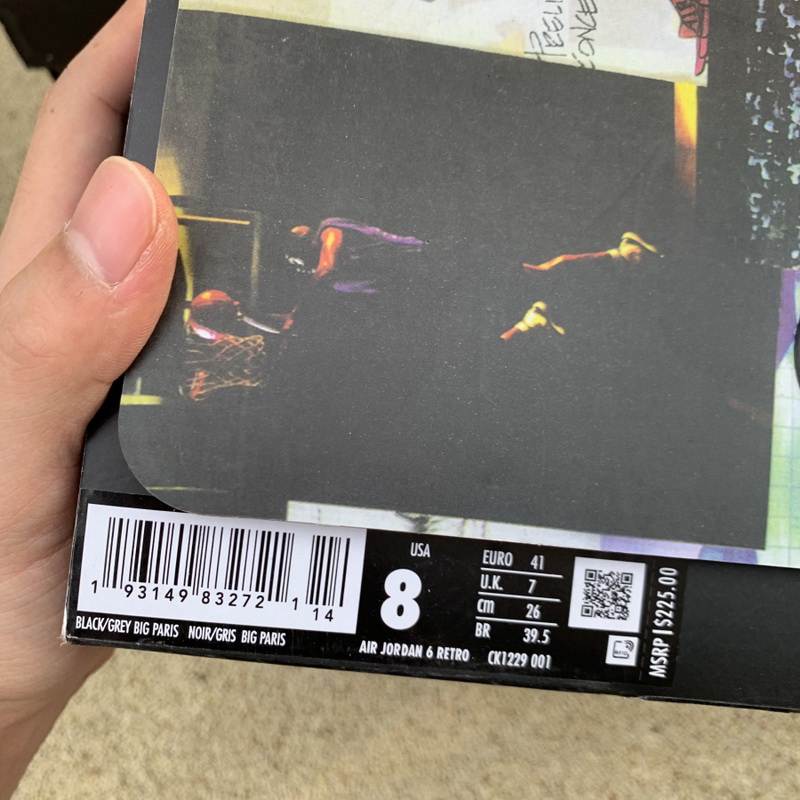 USA
8
EURO 41
U.K. 7
cm 26
BR 39.5
1 93149 83272 1
14
BLACK/GREY BIG PARIS NOIR/GRIS BIG PARIS
AIR JORDAN 6 RETRO CK1229 001
MSRP | $225.00